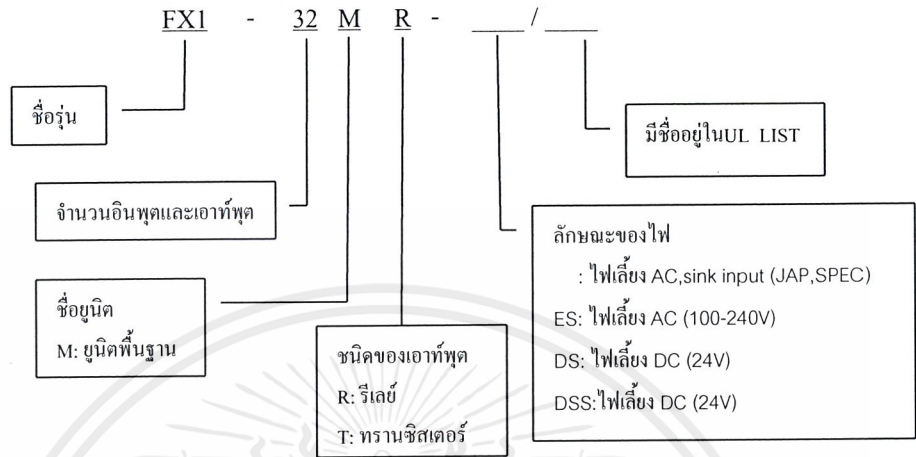 FX1 - 32 M R - ___ / ___
ชื่อรุ่น
มีชื่ออยู่ในUL LIST
จำนวนอินพุตและเอาท์พุต
ลักษณะของไฟ
: ไฟเลี้ยง AC,sink input (JAP,SPEC)
ES: ไฟเลี้ยง AC (100-240V)
DS: ไฟเลี้ยง DC (24V)
DSS:ไฟเลี้ยง DC (24V)
ชื่อยูนิต
M: ยูนิตพื้นฐาน
ชนิดของเอาท์พุต
R: รีเลย์
T: ทรานซิสเตอร์